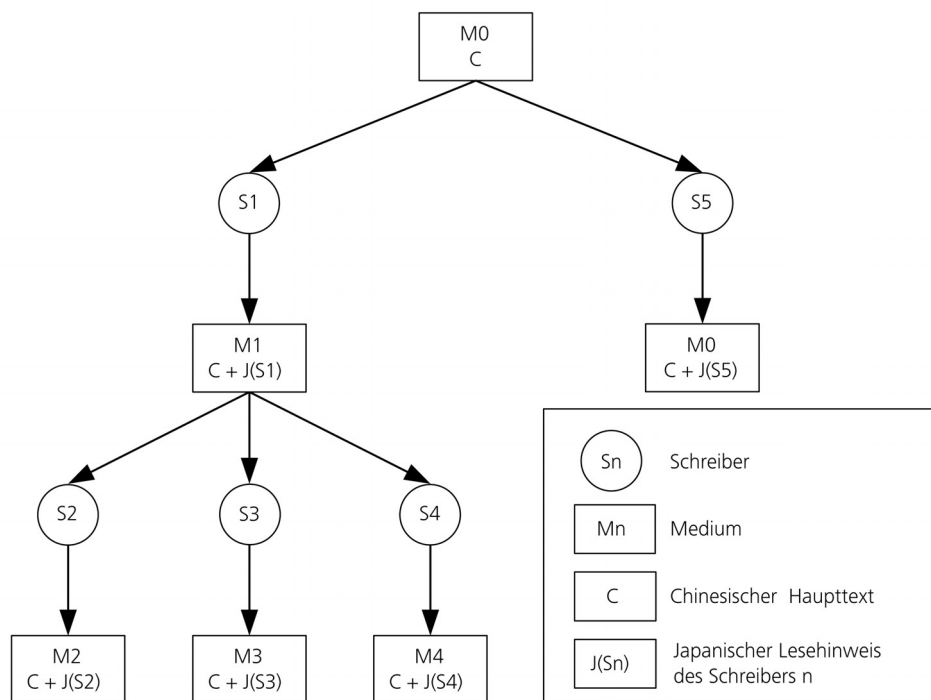 M0
C
S1
S5
M1
C + J(S1)
M0
C + J(S5)
S2
S3
S4
M2
C + J(S2)
M3
C + J(S3)
M4
C + J(S4)
Sn
Schreiber
Mn
Medium
C
Chinesischer Haupttext
J(Sn)
Japanischer Lesehinweis
des Schreibers n